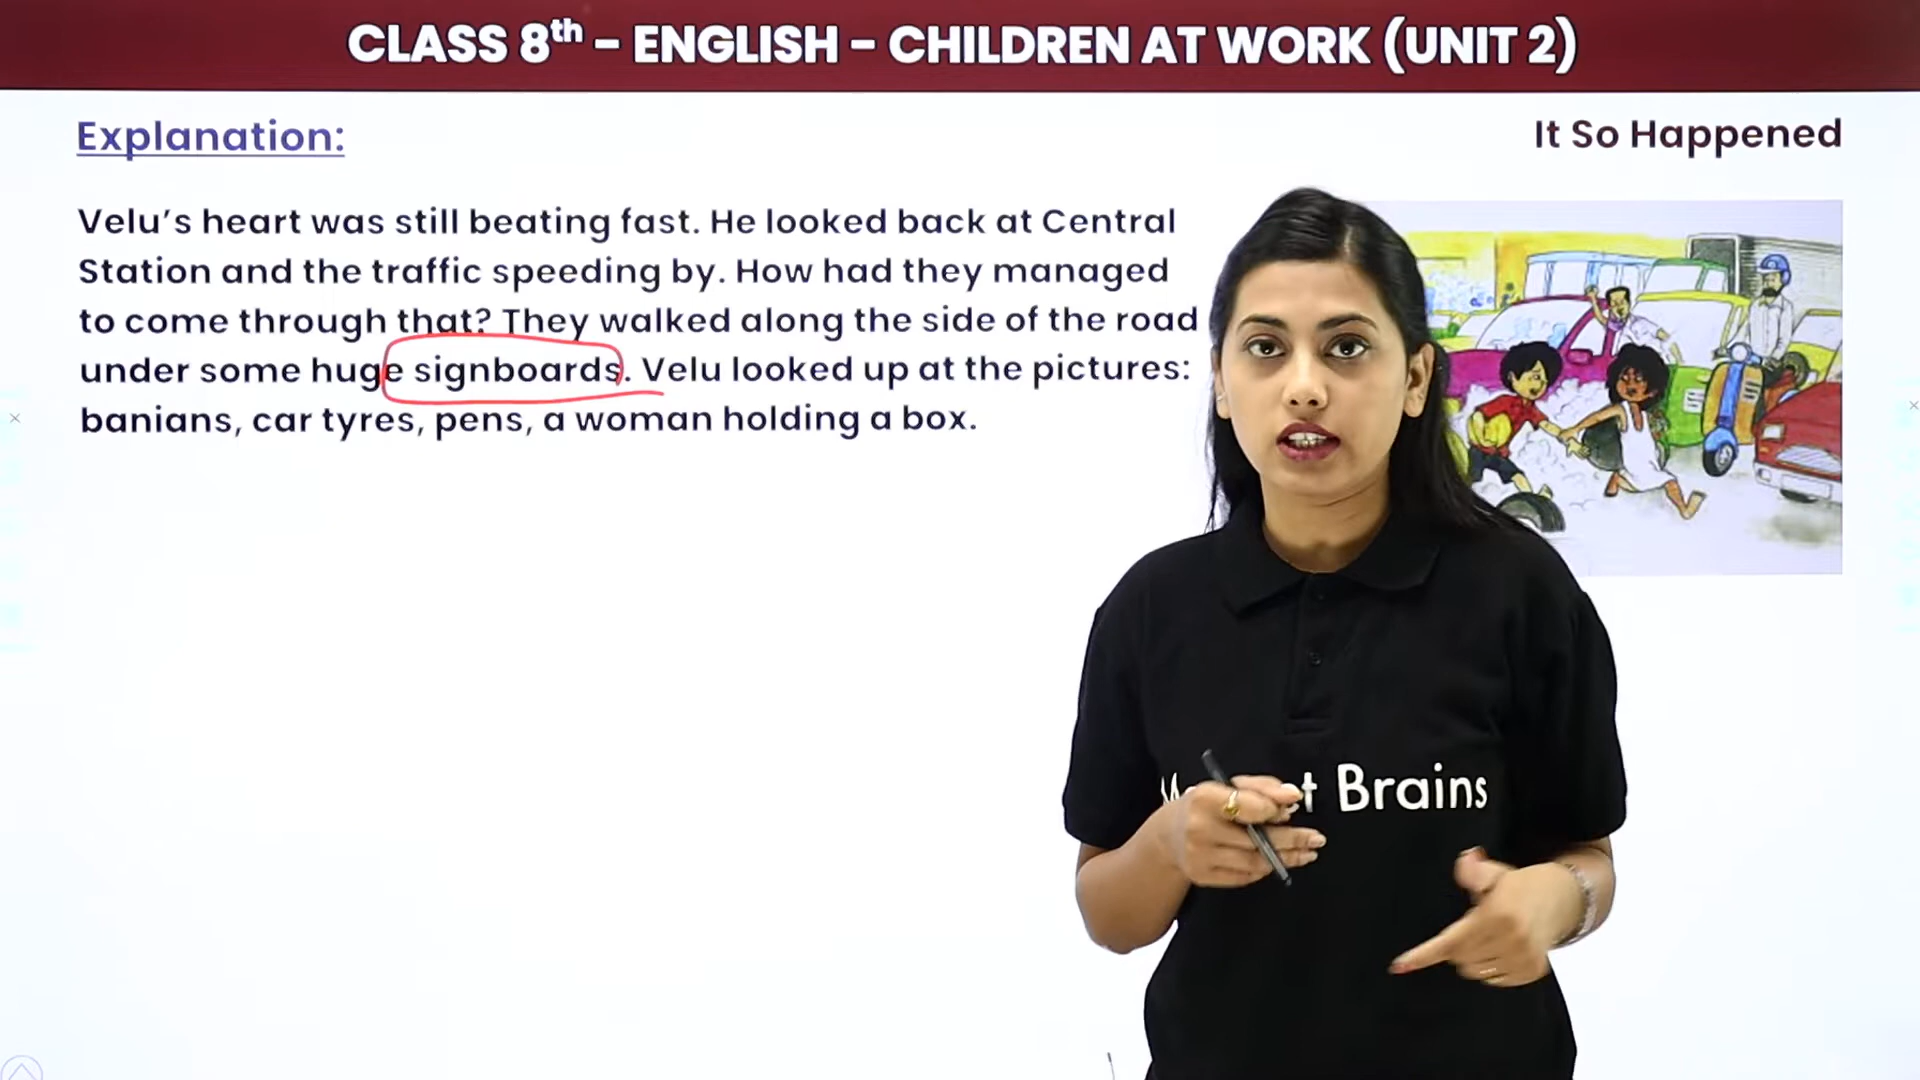 CLASS 8th – ENGLISH – CHILDREN AT WORK (UNIT 2)
Explanation:
It So Happened
Velu's heart was still beating fast. He looked back at Central
Station and the traffic speeding by. How had they managed
to come through that? They walked along the side of the road
under some huge signboards. Velu looked up at the pictures:
banians, car tyres, pens, a woman holding a box.
Brains